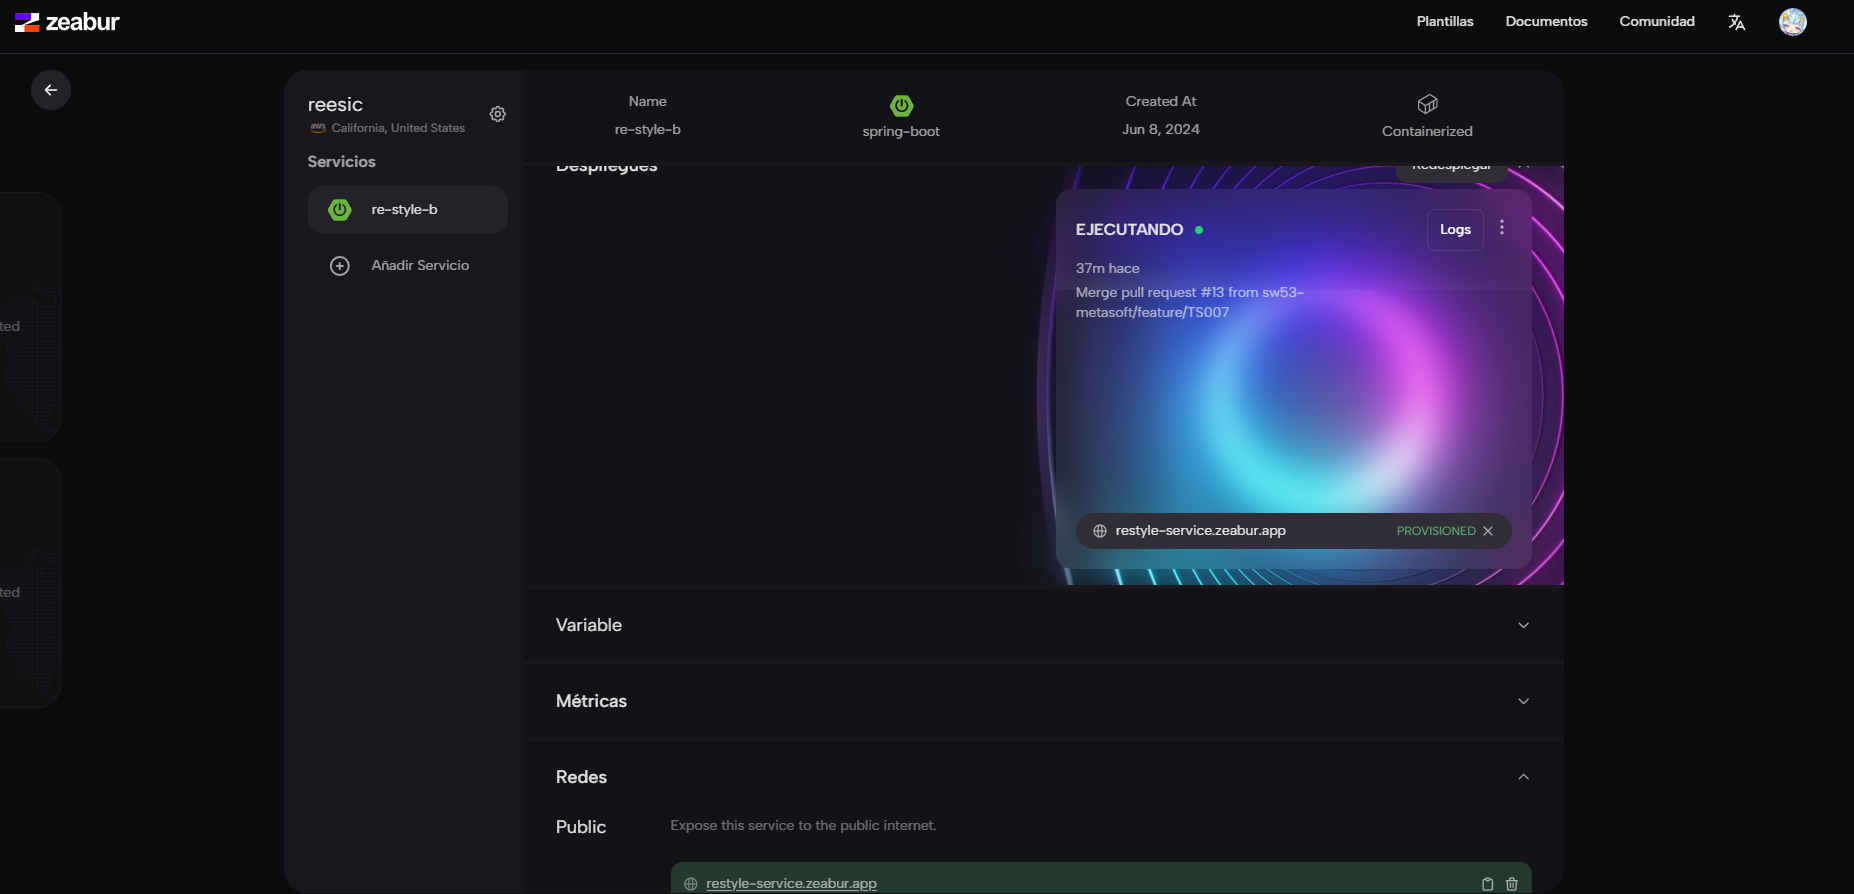 zeabur
Plantillas
Documentos
Comunidad
reesic
aws California, United States
Servicios
re-style-b
Añadir Servicio
Name
re-style-b
spring-boot
Created At
Jun 8, 2024
Containerized
Despliegues
Redesplegar
EJECUTANDO
Logs
37m hace
Merge pull request #13 from sw53-
metasoft/feature/TS007
restyle-service.zeabur.app
PROVISIONED
Variable
Métricas
Redes
Public
Expose this service to the public internet.
restyle-service.zeabur.app
ted
ted